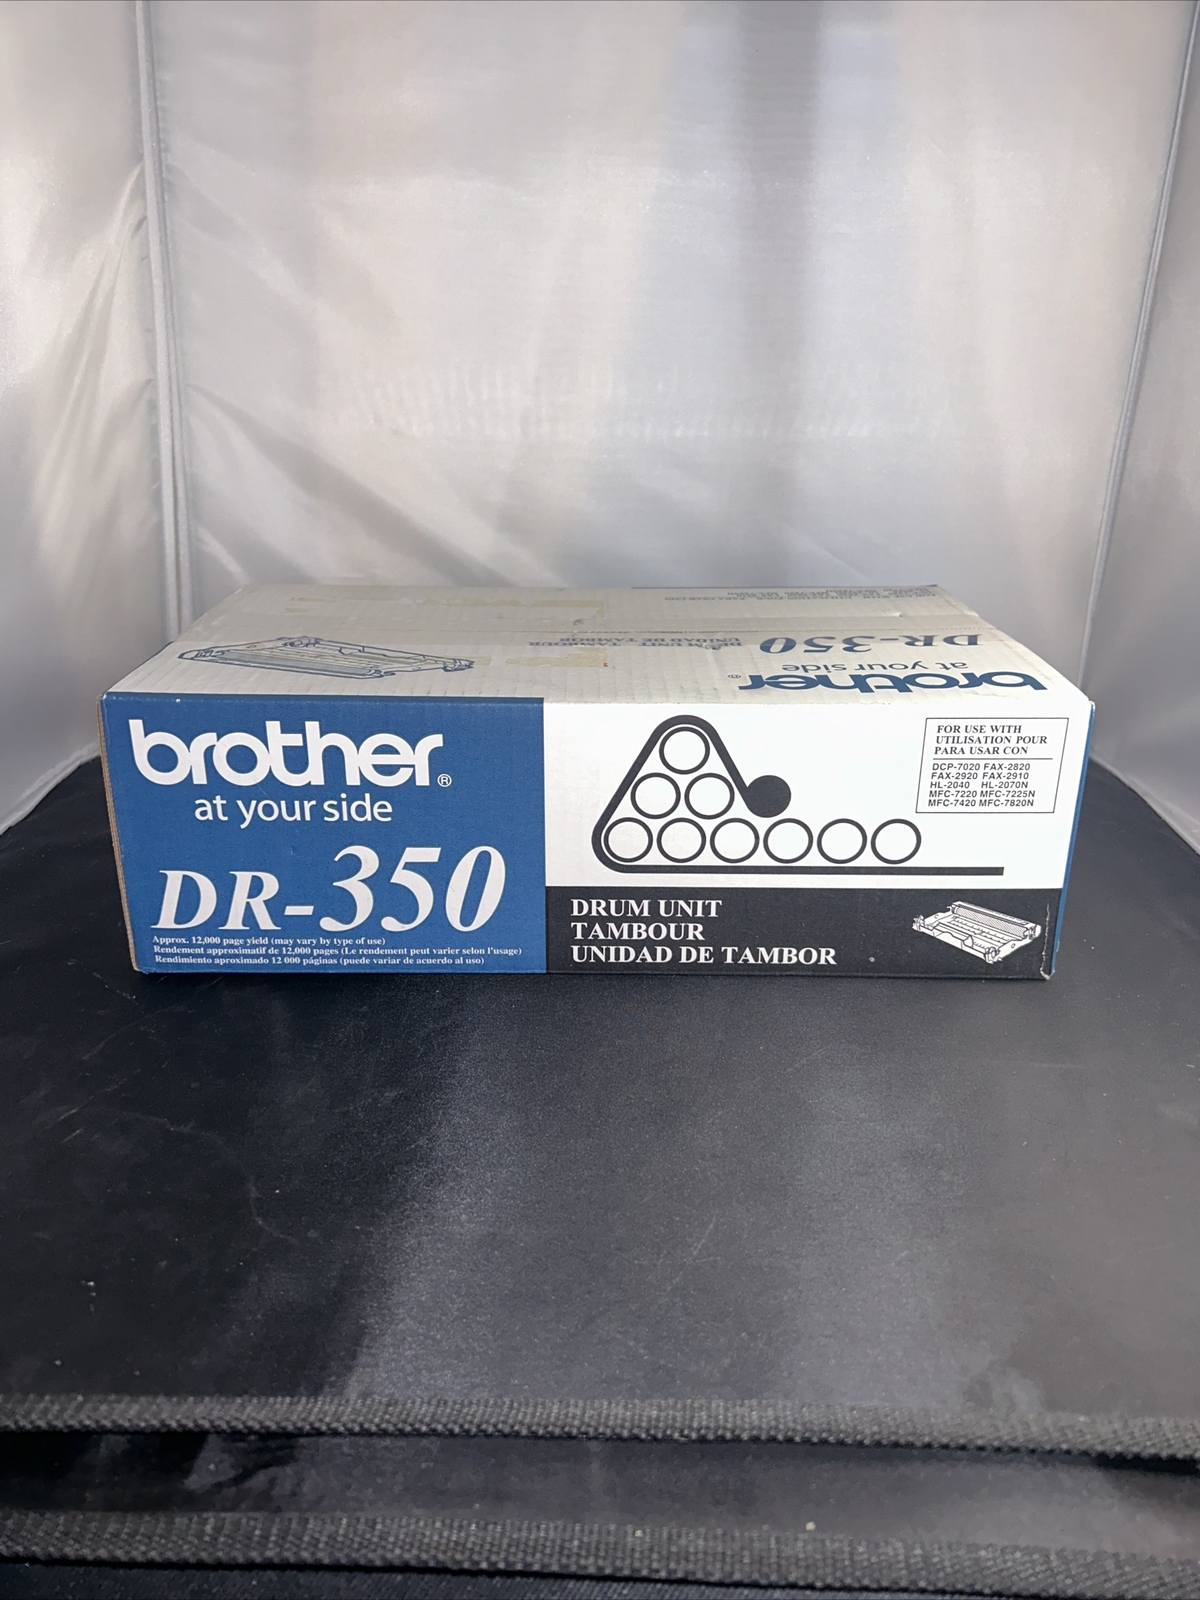 DR-350
DRUM UNIT TAMBOUR
UNIDAD DE TAMBOR
at your side
brother®
brother®
at your side
DR-350
Approx. 12,000 page yield (may vary by type of use)
Rendement approximatif de 12,000 pages (Le rendement peut varier selon l'usage)
Rendimiento aproximado 12 000 páginas (puede variar de acuerdo al uso)
FOR USE WITH
UTILISATION POUR
PARA USAR CON
DCP-7020 FAX-2820
FAX-2920 FAX-2910
HL-2040 HL-2070N
MFC-7220 MFC-7225N
MFC-7420 MFC-7820N
DRUM UNIT
TAMBOUR
UNIDAD DE TAMBOR